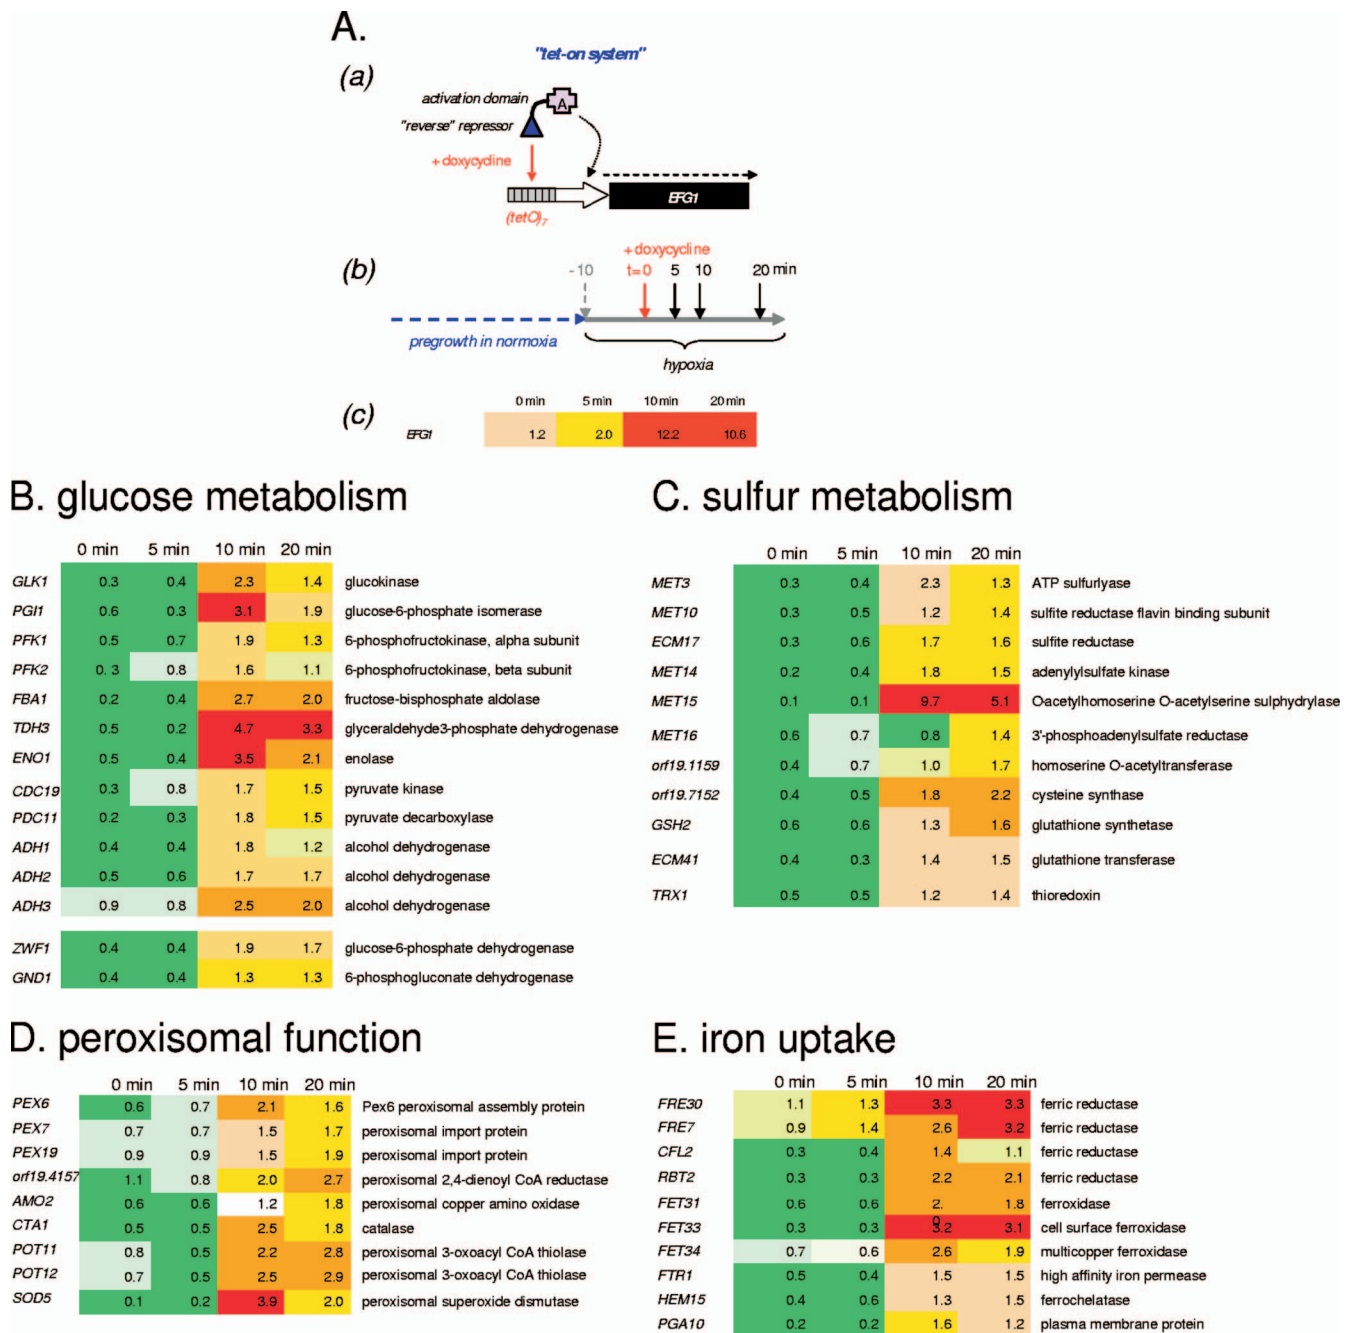 A.
"tet-on system"
(a)
activation domain
A
"reverse" repressor
+ doxycycline
EFG1
(tetO)7
(b)
+ doxycycline
- 10 t=0 5 10 20 min
pregrowth in normoxia
hypoxia
(c)
0 min 5 min 10 min 20 min
EFG1 1.2 2.0 12.2 10.6
B. glucose metabolism
0 min 5 min 10 min 20 min
GLK1 0.3 0.4 2.3 1.4 glucokinase
PGI1 0.6 0.3 3.1 1.9 glucose-6-phosphate isomerase
PFK1 0.5 0.7 1.9 1.3 6-phosphofructokinase, alpha subunit
PFK2 0. 3 0.8 1.6 1.1 6-phosphofructokinase, beta subunit
FBA1 0.2 0.4 2.7 2.0 fructose-bisphosphate aldolase
TDH3 0.5 0.2 4.7 3.3 glyceraldehyde3-phosphate dehydrogenase
ENO1 0.5 0.4 3.5 2.1 enolase
CDC19 0.3 0.8 1.7 1.5 pyruvate kinase
PDC11 0.2 0.3 1.8 1.5 pyruvate decarboxylase
ADH1 0.4 0.4 1.8 1.2 alcohol dehydrogenase
ADH2 0.5 0.6 1.7 1.7 alcohol dehydrogenase
ADH3 0.9 0.8 2.5 2.0 alcohol dehydrogenase
ZWF1 0.4 0.4 1.9 1.7 glucose-6-phosphate dehydrogenase
GND1 0.4 0.4 1.3 1.3 6-phosphogluconate dehydrogenase
C. sulfur metabolism
0 min 5 min 10 min 20 min
MET3 0.3 0.4 2.3 1.3 ATP sulfurlyase
MET10 0.3 0.5 1.2 1.4 sulfite reductase flavin binding subunit
ECM17 0.3 0.6 1.7 1.6 sulfite reductase
MET14 0.2 0.4 1.8 1.5 adenylylsulfate kinase
MET15 0.1 0.1 9.7 5.1 O-acetylhomoserine O-acetylserine sulphydrylase
MET16 0.6 0.7 0.8 1.4 3'-phosphoadenylsulfate reductase
orf19.1159 0.4 0.7 1.0 1.7 homoserine O-acetyltransferase
orf19.7152 0.4 0.5 1.8 2.2 cysteine synthase
GSH2 0.6 0.6 1.3 1.6 glutathione synthetase
ECM41 0.4 0.3 1.4 1.5 glutathione transferase
TRX1 0.5 0.5 1.2 1.4 thioredoxin
D. peroxisomal function
0 min 5 min 10 min 20 min
PEX6 0.6 0.7 2.1 1.6 Pex6 peroxisomal assembly protein
PEX7 0.7 0.7 1.5 1.7 peroxisomal import protein
PEX19 0.9 0.9 1.5 1.9 peroxisomal import protein
orf19.4157 1.1 0.8 2.0 2.7 peroxisomal 2,4-dienoyl CoA reductase
AMO2 0.6 0.6 1.2 1.8 peroxisomal copper amino oxidase
CTA1 0.5 0.5 2.5 1.8 catalase
POT11 0.8 0.5 2.2 2.8 peroxisomal 3-oxoacyl CoA thiolase
POT12 0.7 0.5 2.5 2.9 peroxisomal 3-oxoacyl CoA thiolase
SOD5 0.1 0.2 3.9 2.0 peroxisomal superoxide dismutase
E. iron uptake
0 min 5 min 10 min 20 min
FRE30 1.1 1.3 3.3 3.3 ferric reductase
FRE7 0.9 1.4 2.6 3.2 ferric reductase
CFL2 0.3 0.4 1.4 1.1 ferric reductase
RBT2 0.3 0.3 2.2 2.1 ferric reductase
FET31 0.6 0.6 2. 0 1.8 ferroxidase
FET33 0.3 0.3 3.2 3.1 cell surface ferroxidase
FET34 0.7 0.6 2.6 1.9 multicopper ferroxidase
FTR1 0.5 0.4 1.5 1.5 high affinity iron permease
HEM15 0.4 0.6 1.3 1.5 ferrochelatase
PGA10 0.2 0.2 1.6 1.2 plasma membrane protein